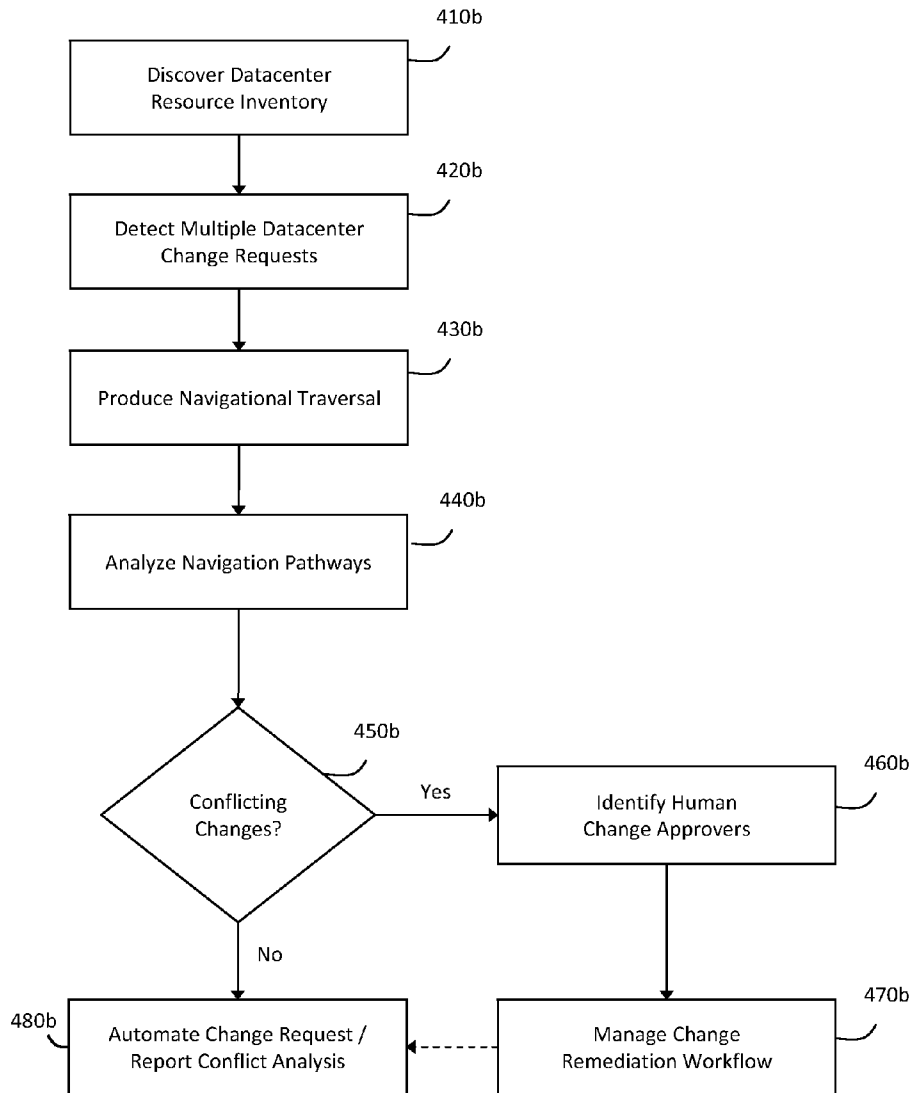 410b
Discover Datacenter
Resource Inventory
420b
Detect Multiple Datacenter
Change Requests
430b
Produce Navigational Traversal
440b
Analyze Navigation Pathways
450b
Conflicting
Changes?
Yes
460b
Identify Human
Change Approvers
No
470b
Manage Change
Remediation Workflow
480b
Automate Change Request /
Report Conflict Analysis